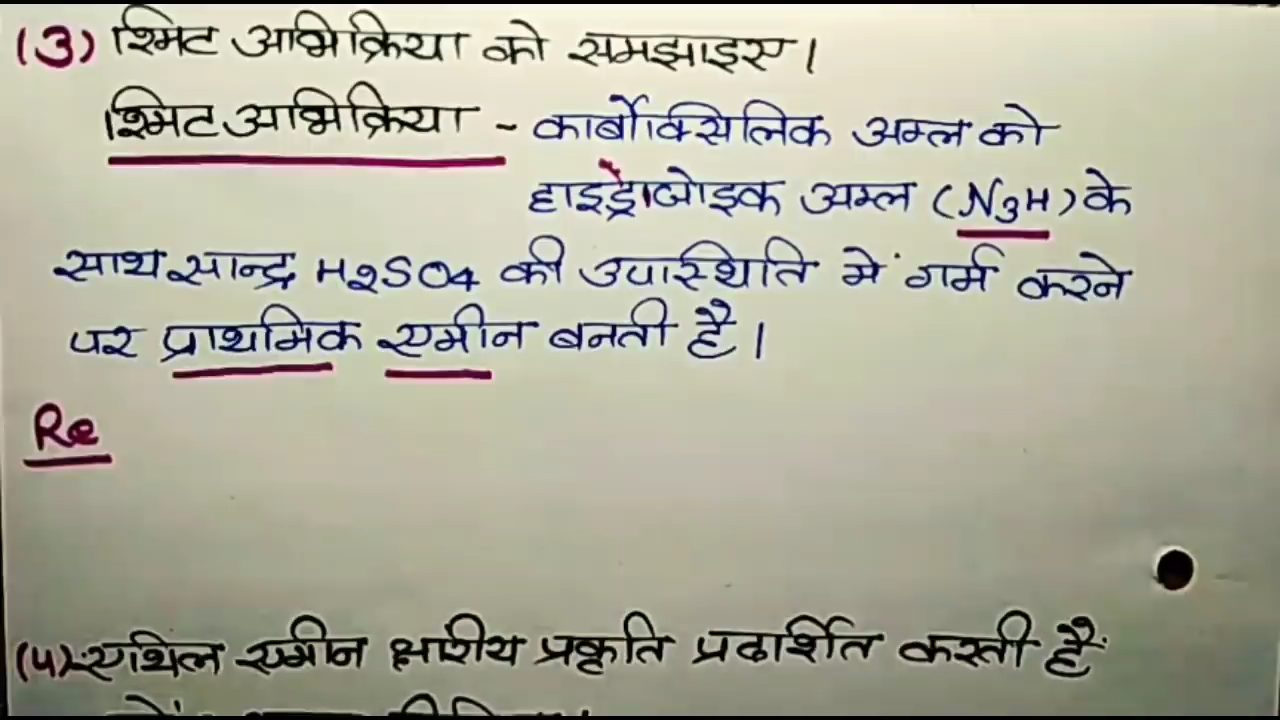 (3) श्मिट अभिक्रिया को समझाइए।
श्मिट अभिक्रिया - कार्बोक्सिलिक अम्ल को
हाइड्रोजोइक अम्ल (N3H) के
साथ सान्द्र H2SO4 की उपस्थिति में गर्म करने
पर प्राथमिक एमीन बनती है।
Re
(4) एथिल एमीन क्षारीय प्रकृति प्रदर्शित करती है